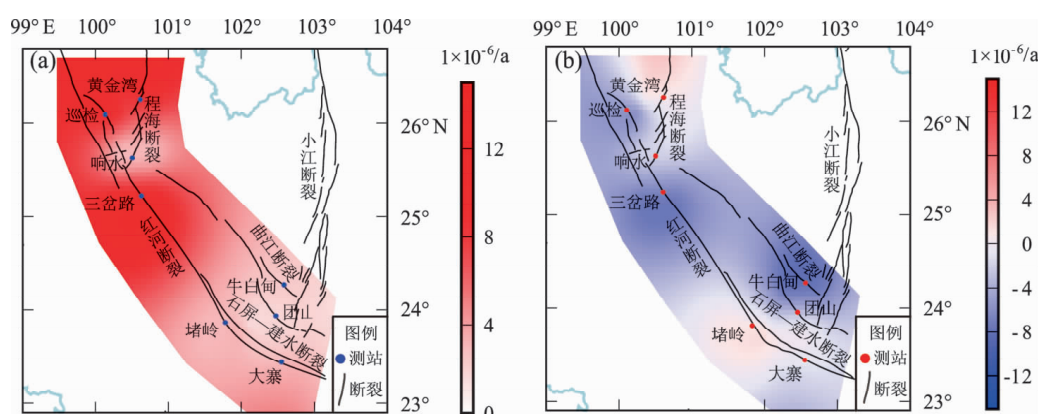 99° E 100° 101° 102° 103° 104°
(a)
1×10⁻⁶/a
黄金湾
巡检
程海断裂
响水
三岔路
红河断裂
小江断裂
曲江断裂
牛白甸
团山
石屏—建水断裂
堵岭
大寨
图例
测站
断裂
26° N
25°
24°
23°
12
8
4
0
99° E 100° 101° 102° 103° 104°
(b)
1×10⁻⁶/a
黄金湾
巡检
程海断裂
响水
三岔路
红河断裂
小江断裂
曲江断裂
牛白甸
团山
石屏—建水断裂
堵岭
大寨
图例
测站
断裂
26° N
25°
24°
23°
12
8
4
0
-4
-8
-12